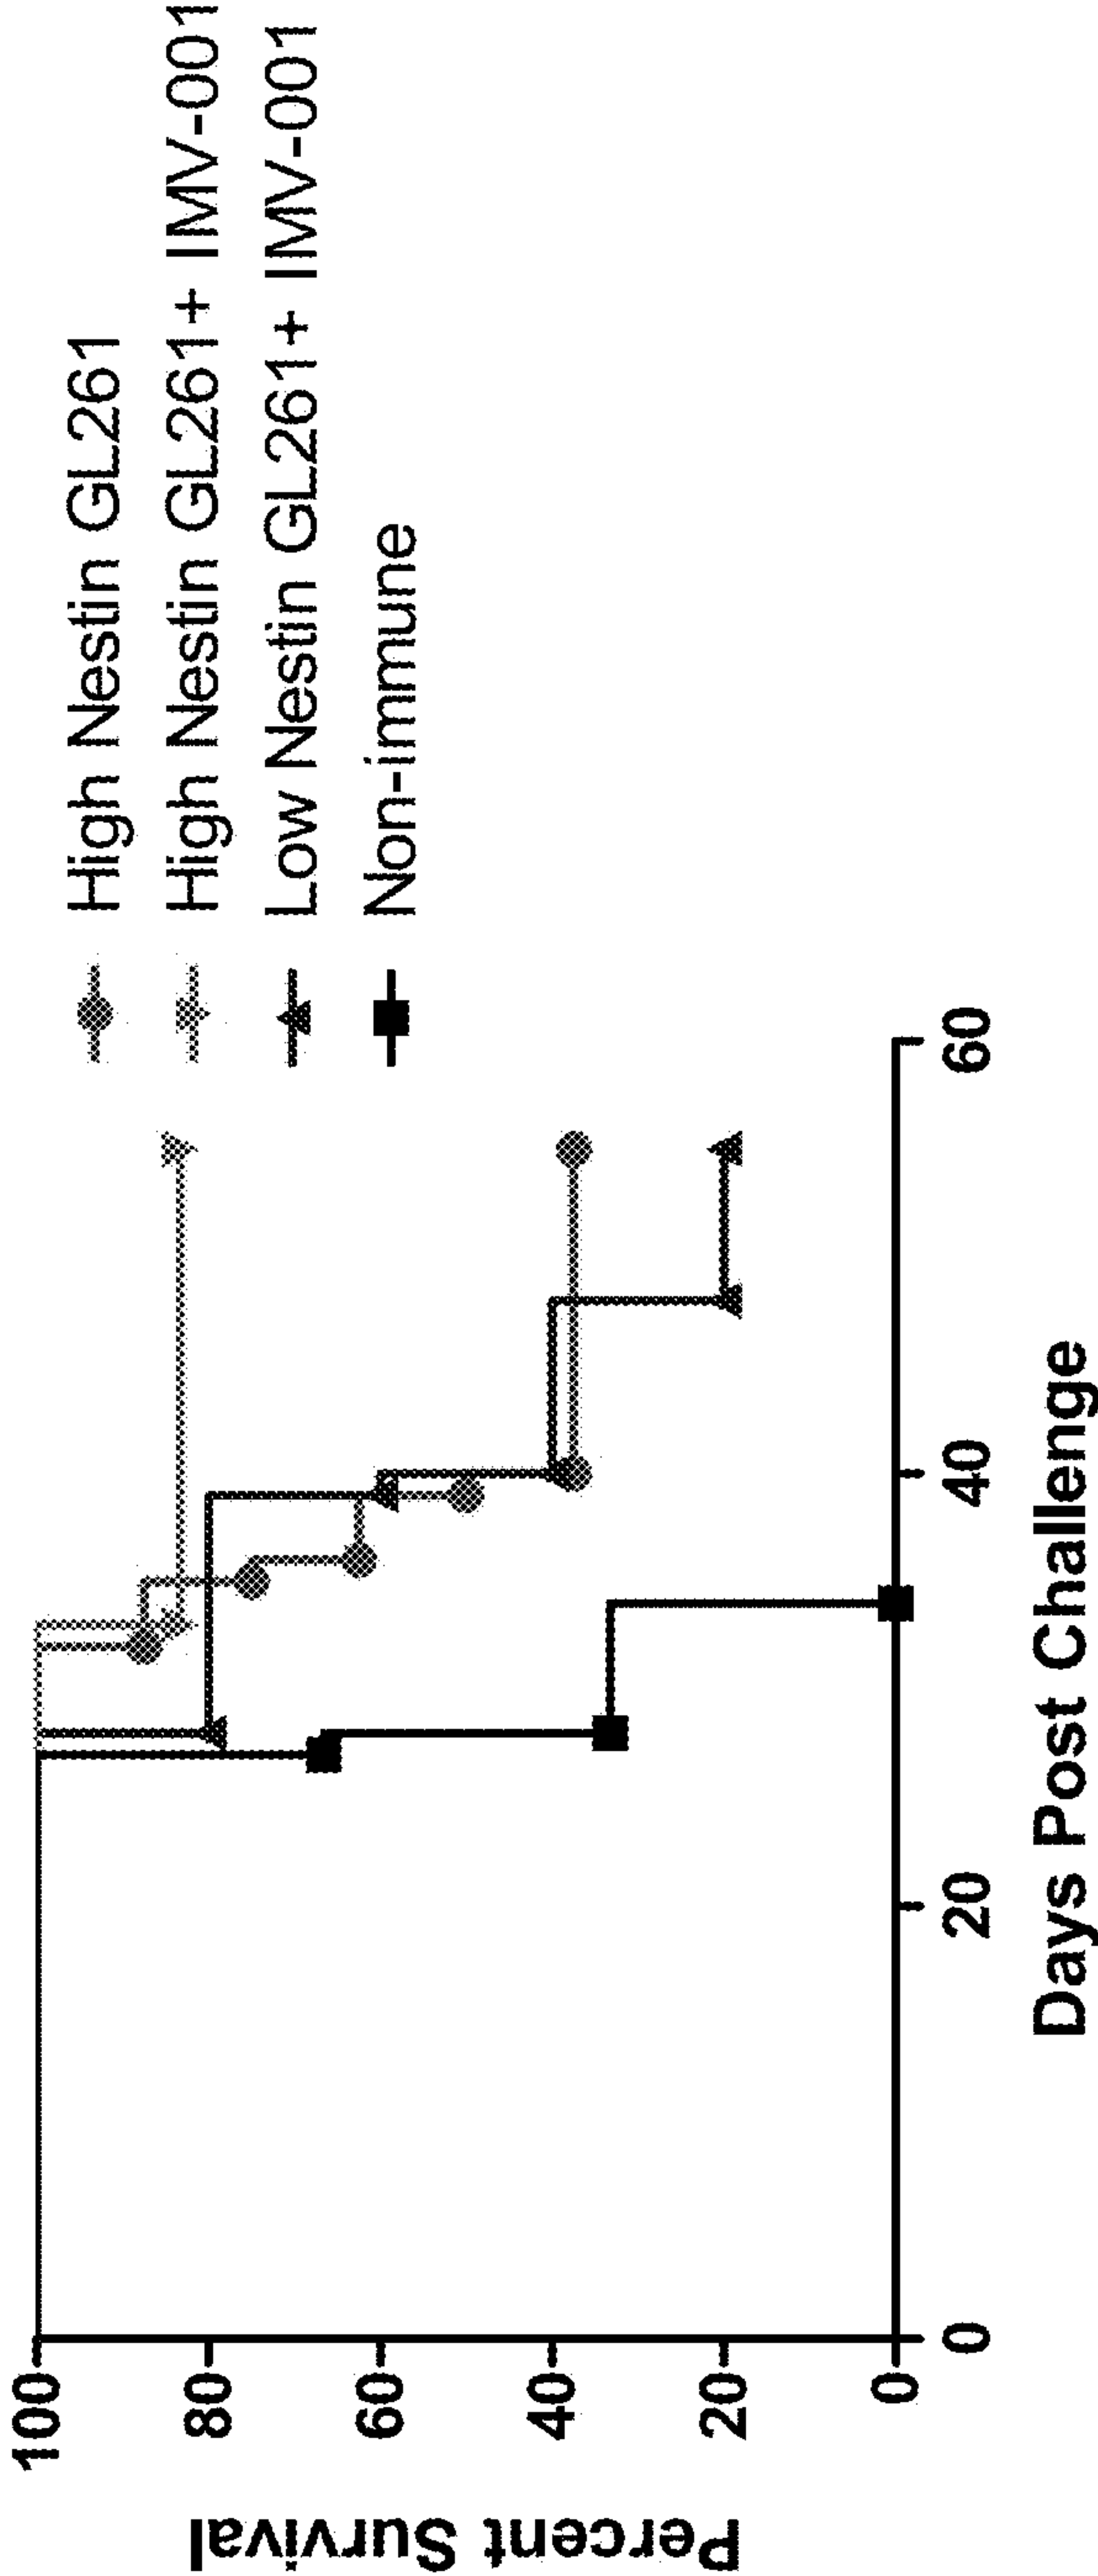 High Nestin GL261
High Nestin GL261+ IMV-001
Low Nestin GL261+ IMV-001
Non-immune
Percent Survival
100
80
60
40
20
0
0
20
40
60
Days Post Challenge